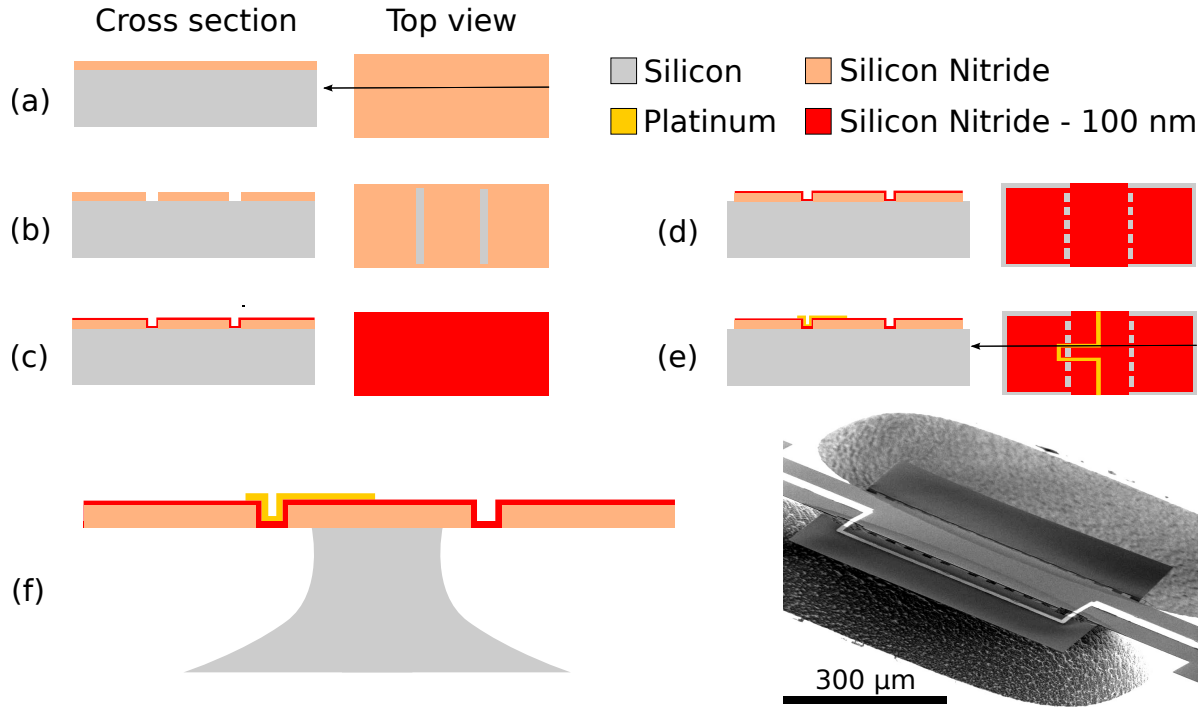 Cross section
Top view
Silicon
Silicon Nitride
Platinum
Silicon Nitride - 100 nm
(a)
(b)
(c)
(d)
(e)
(f)
300 μm